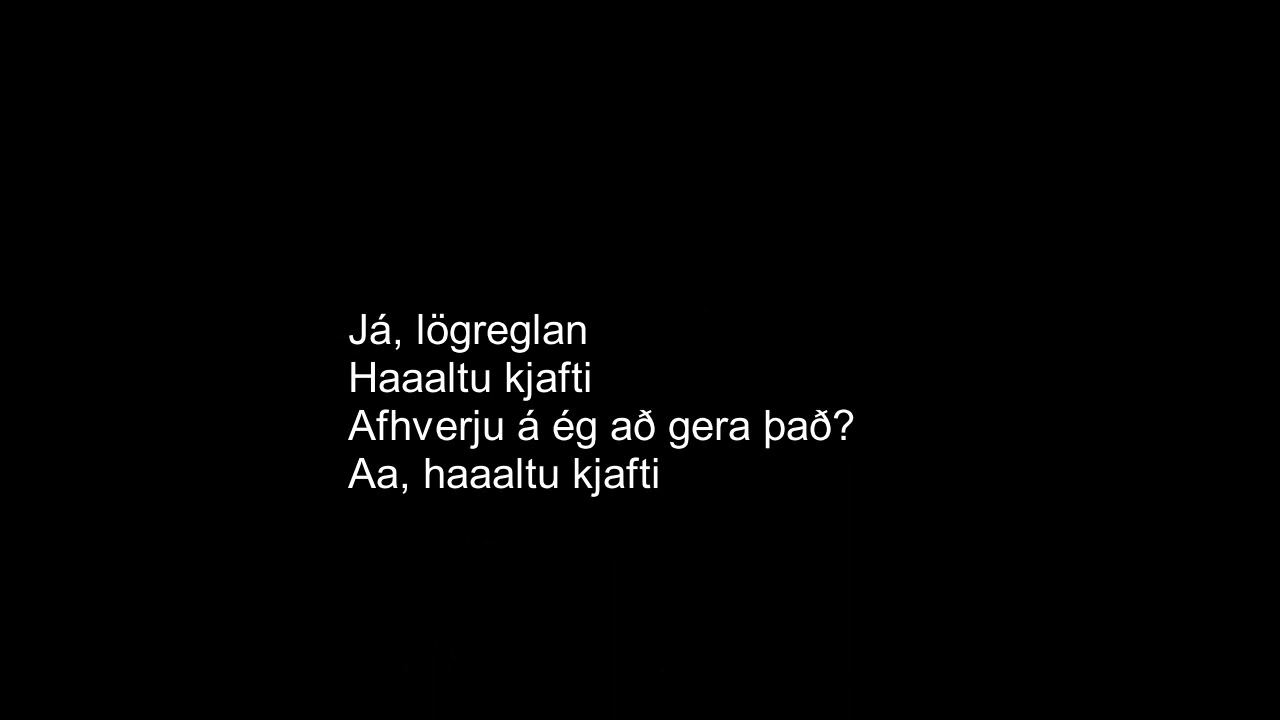 Já, lögreglan
Haaaltu kjafti
Afhverju á ég að gera það?
Aa, haaaltu kjafti